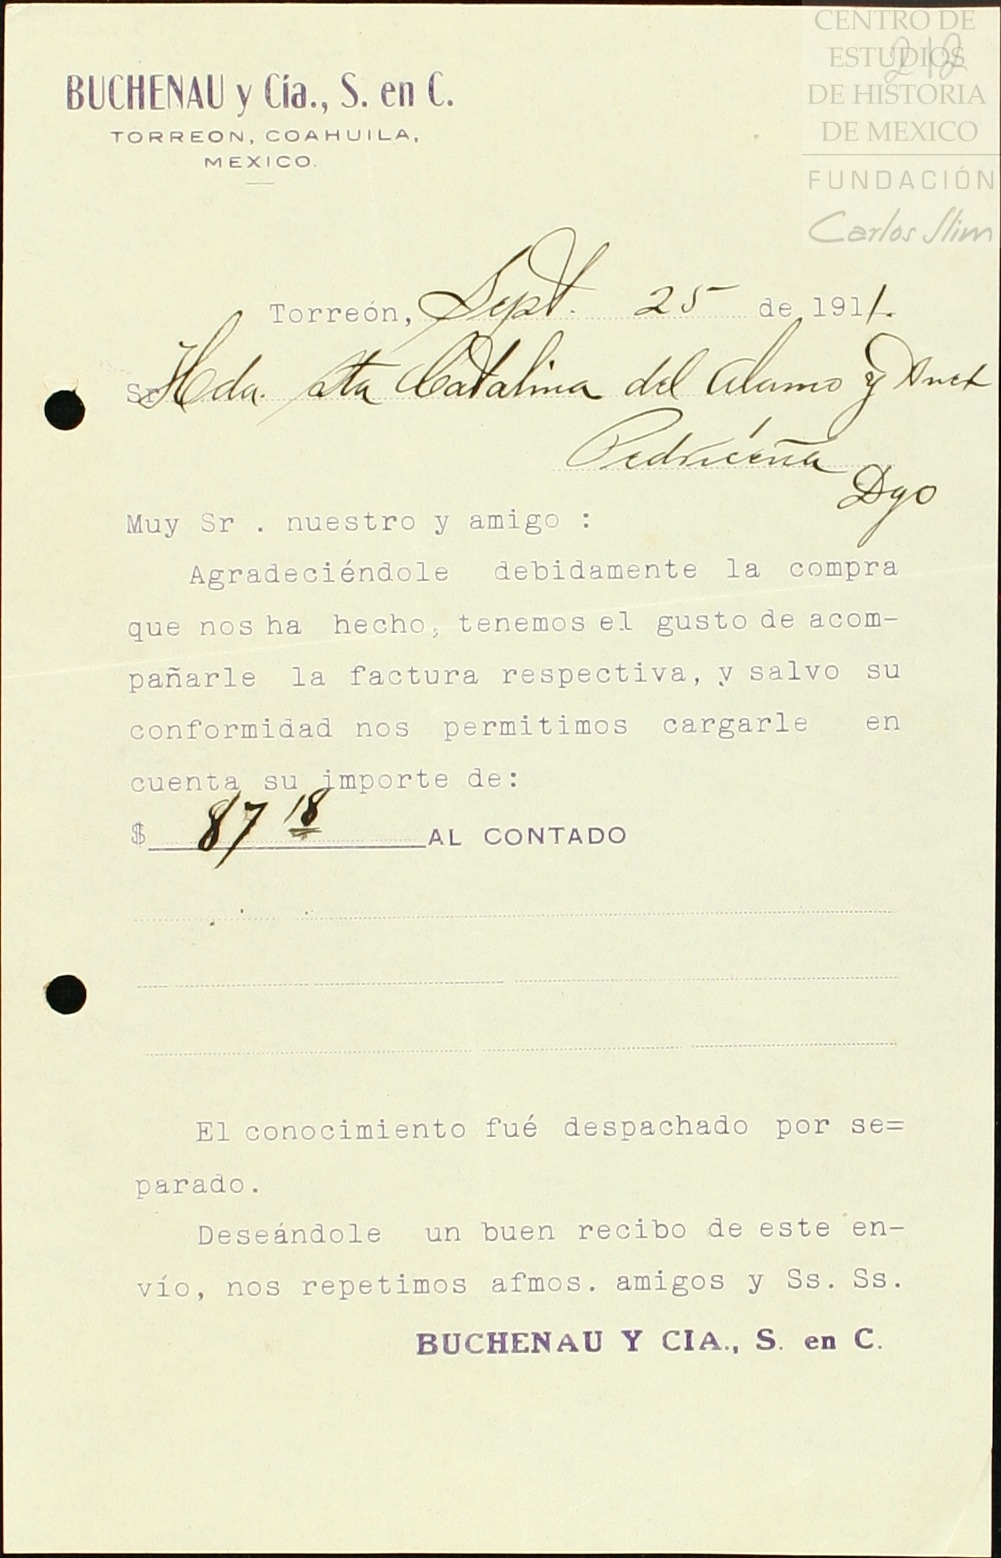 CENTRO DE
ESTUDIOS
DE HISTORIA
DE MEXICO
FUNDACIÓN
Carlos Slim
212
BUCHENAU y Cía., S. en C.
TORREON, COAHUILA,
MEXICO.
Torreón, Sept. 25 de 1911.
Sr Hda. Sta Catalina del Alamo y Anex
Pedriceña
Dgo
Muy Sr . nuestro y amigo :
Agradeciéndole debidamente la compra
que nos ha hecho, tenemos el gusto de acom-
pañarle la factura respectiva, y salvo su
conformidad nos permitimos cargarle en
cuenta su importe de:
$ 87 18 AL CONTADO
El conocimiento fué despachado por se=
parado.
Deseándole un buen recibo de este en-
vío, nos repetimos afmos. amigos y Ss. Ss.
BUCHENAU Y CIA., S. en C.